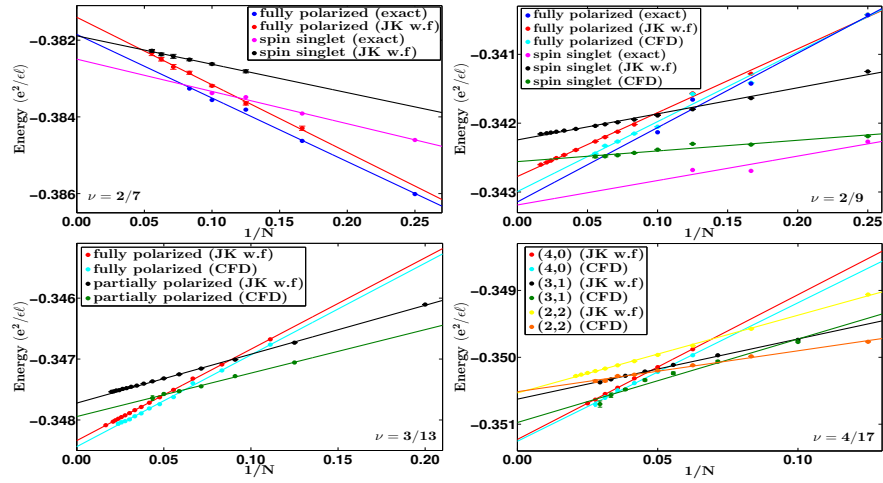 fully polarized (exact)
fully polarized (JK w.f)
spin singlet (exact)
spin singlet (JK w.f)
−0.382
−0.384
−0.386
Energy (e²/εℓ)
ν = 2/7
0.00 0.05 0.10 0.15 0.20 0.25
1/N
fully polarized (exact)
fully polarized (JK w.f)
fully polarized (CFD)
spin singlet (exact)
spin singlet (JK w.f)
spin singlet (CFD)
−0.341
−0.342
−0.343
Energy (e²/εℓ)
ν = 2/9
0.00 0.05 0.10 0.15 0.20 0.25
1/N
fully polarized (JK w.f)
fully polarized (CFD)
partially polarized (JK w.f)
partially polarized (CFD)
−0.346
−0.347
−0.348
Energy (e²/εℓ)
ν = 3/13
0.00 0.05 0.10 0.15 0.20
1/N
(4,0) (JK w.f)
(4,0) (CFD)
(3,1) (JK w.f)
(3,1) (CFD)
(2,2) (JK w.f)
(2,2) (CFD)
−0.349
−0.350
−0.351
Energy (e²/εℓ)
ν = 4/17
0.00 0.05 0.10
1/N